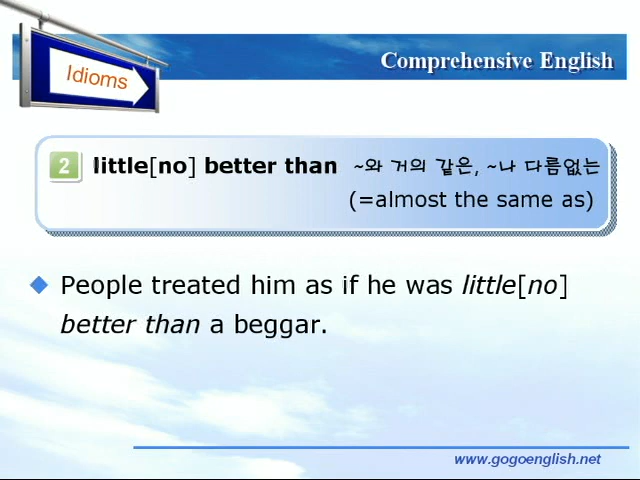 Idioms
Comprehensive English
2 little[no] better than ~와 거의 같은, ~나 다름없는
(=almost the same as)
People treated him as if he was little[no]
better than a beggar.
www.gogoenglish.net